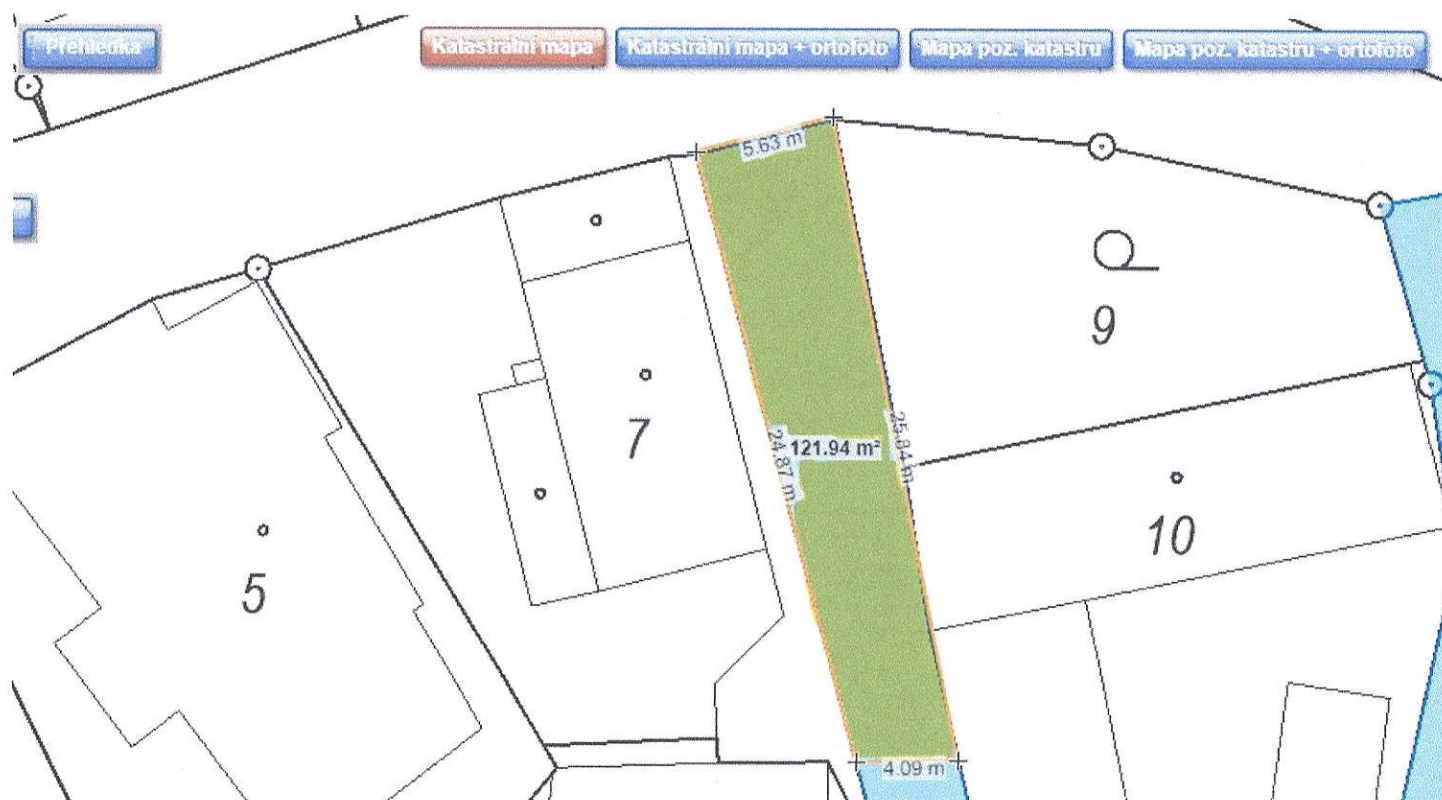 Přehledka
Katastrální mapa
Katastrální mapa + ortofoto
Mapa poz. katastru
Mapa poz. katastru + ortofoto
5.63 m
9
7
24.87 m
121.94 m²
25.84 m
10
5
4.09 m